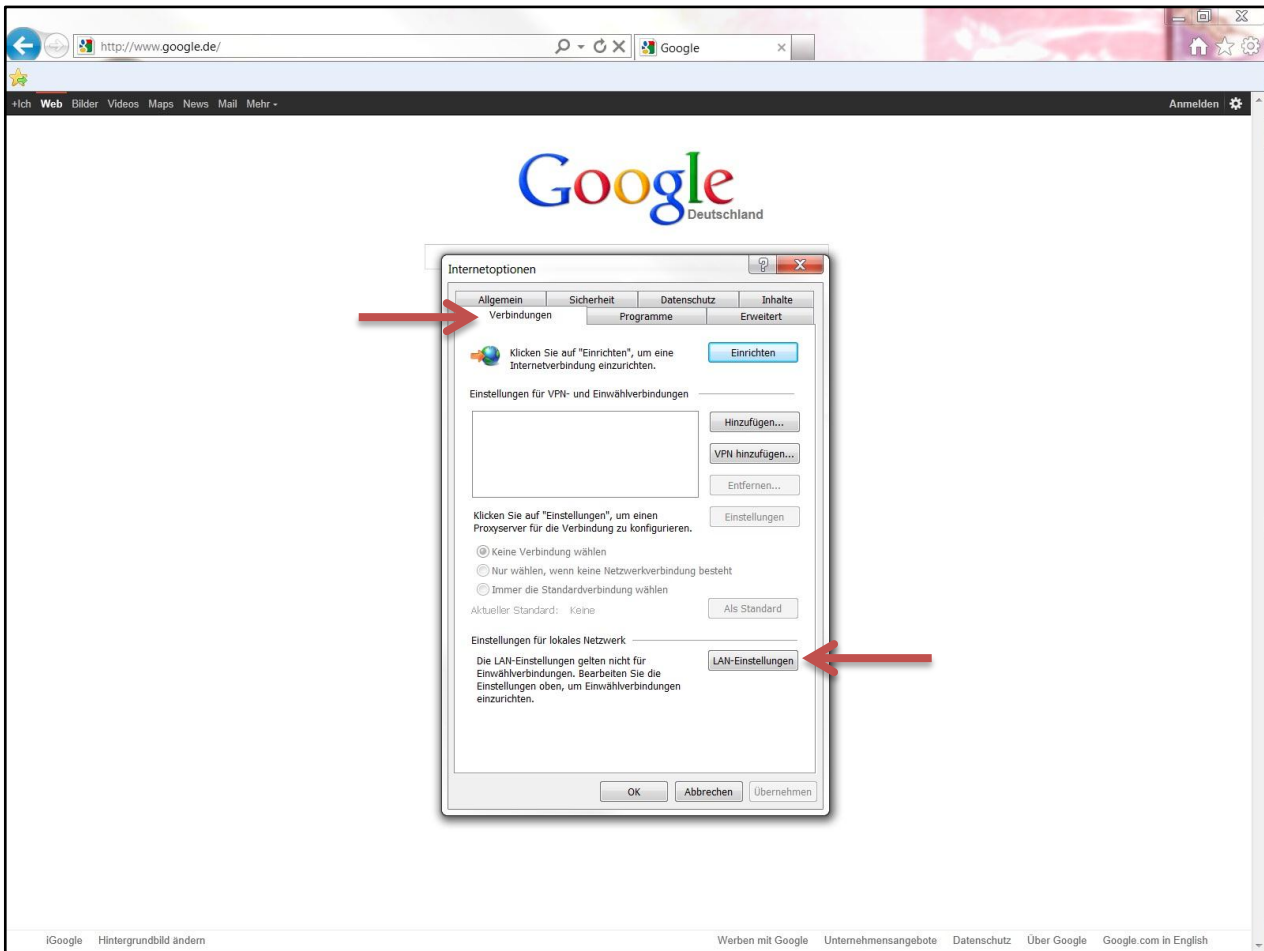 http://www.google.de/
Google
+Ich Web Bilder Videos Maps News Mail Mehr
Anmelden
Google
Deutschland
Internetoptionen
Allgemein Sicherheit Datenschutz Inhalte
Verbindungen Programme Erweitert
Klicken Sie auf "Einrichten", um eine
Internetverbindung einzurichten.
Einrichten
Einstellungen für VPN- und Einwählverbindungen
Hinzufügen...
VPN hinzufügen...
Entfernen...
Klicken Sie auf "Einstellungen", um einen
Proxyserver für die Verbindung zu konfigurieren.
Einstellungen
Keine Verbindung wählen
Nur wählen, wenn keine Netzwerkverbindung besteht
Immer die Standardverbindung wählen
Aktueller Standard: Keine
Als Standard
Einstellungen für lokales Netzwerk
Die LAN-Einstellungen gelten nicht für
Einwählverbindungen. Bearbeiten Sie die
Einstellungen oben, um Einwählverbindungen
einzurichten.
LAN-Einstellungen
OK Abbrechen Übernehmen
iGoogle Hintergrundbild ändern Werben mit Google Unternehmensangebote Datenschutz Über Google Google.com in English